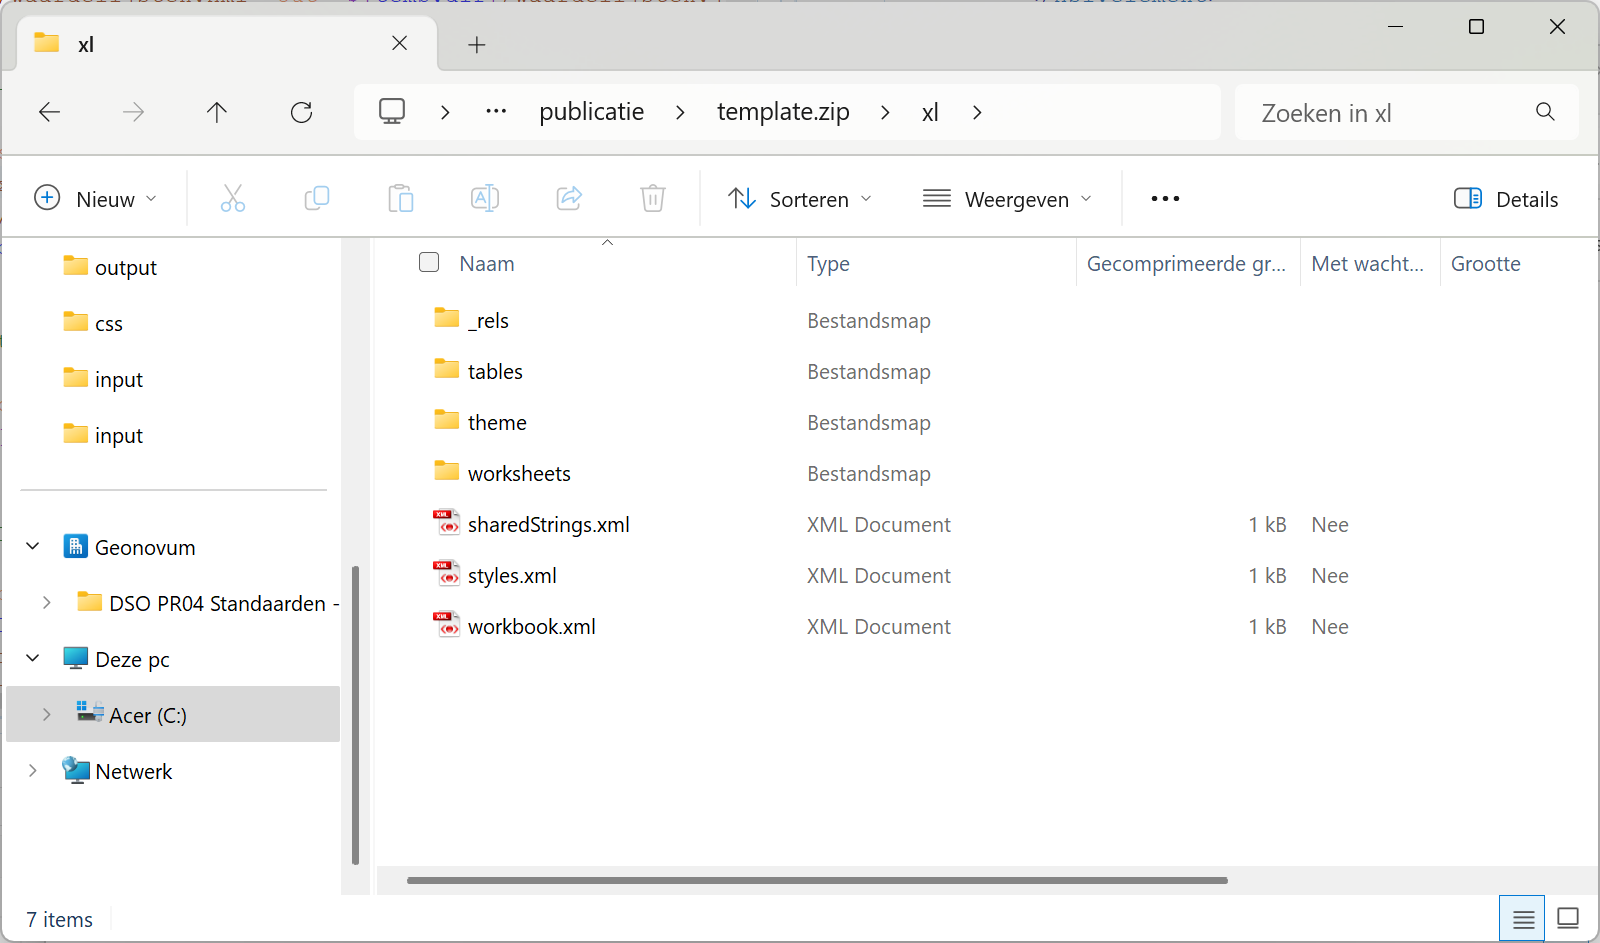 xl
publicatie
template.zip
xl
Zoeken in xl
Nieuw
Sorteren
Weergeven
Details
output
css
input
input
Geonovum
DSO PR04 Standaarden -
Deze pc
Acer (C:)
Netwerk
Naam Type Gecomprimeerde gr... Met wacht... Grootte
_rels Bestandsmap
tables Bestandsmap
theme Bestandsmap
worksheets Bestandsmap
sharedStrings.xml XML Document 1 kB Nee
styles.xml XML Document 1 kB Nee
workbook.xml XML Document 1 kB Nee
7 items